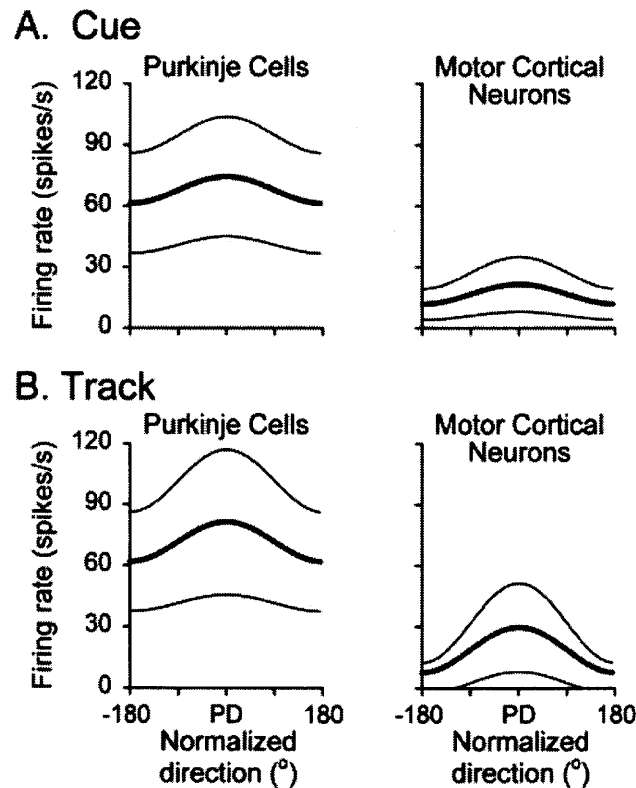 A. Cue
Purkinje Cells
Motor Cortical
Neurons
Firing rate (spikes/s)
120
90
60
30
0
B. Track
Purkinje Cells
Motor Cortical
Neurons
Firing rate (spikes/s)
120
90
60
30
0
-180 PD 180
Normalized
direction (°)
-180 PD 180
Normalized
direction (°)